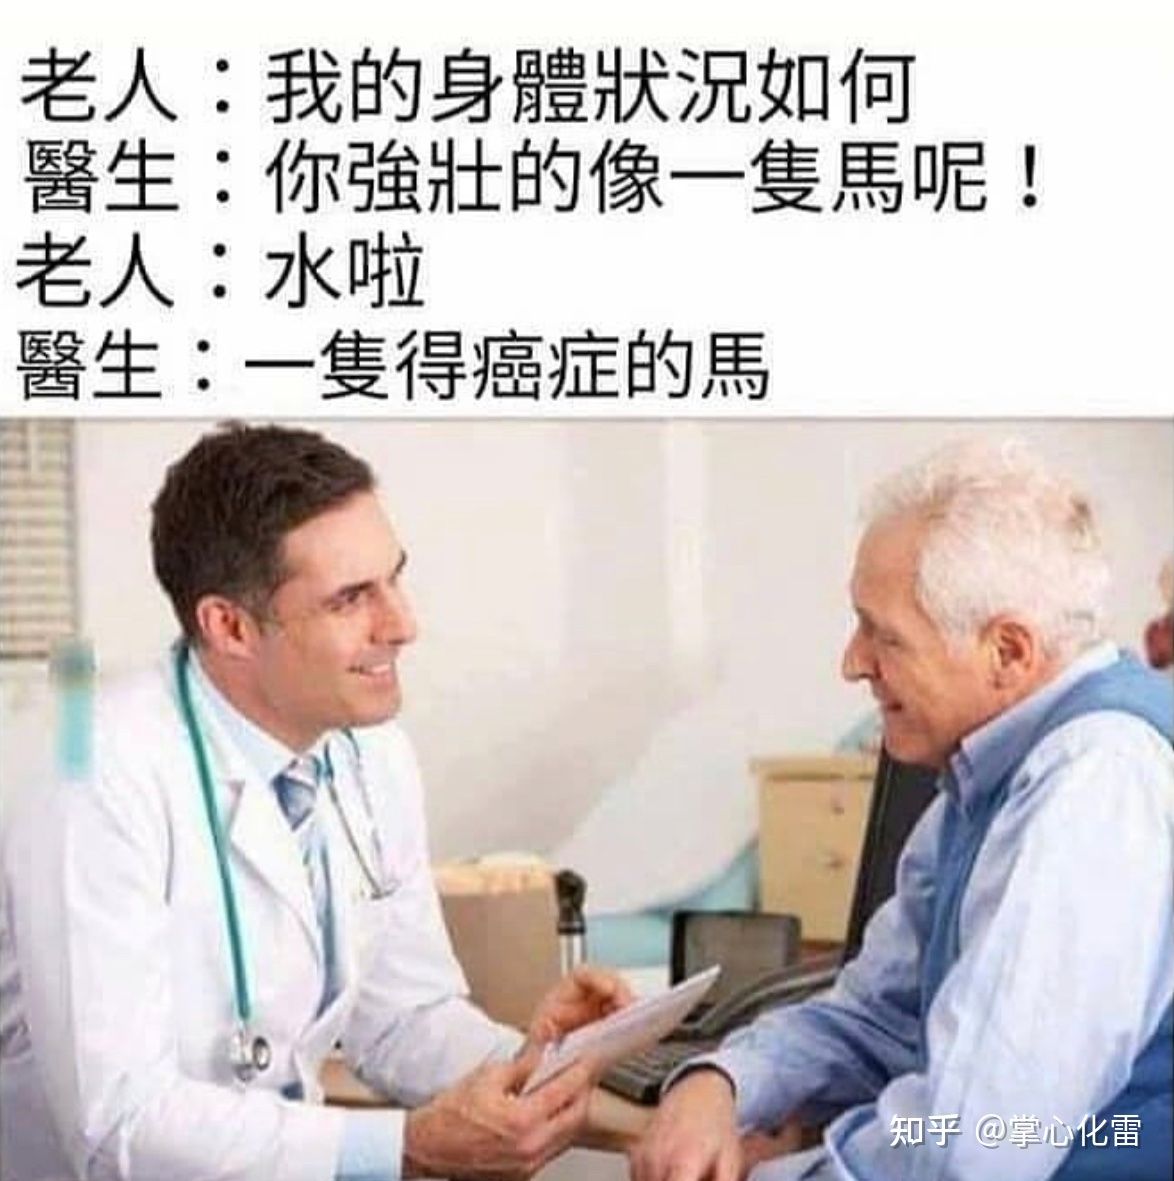 老人：我的身體狀況如何
醫生：你強壯的像一隻馬呢！
老人：水啦
醫生：一隻得癌症的馬
知乎 @掌心化雷